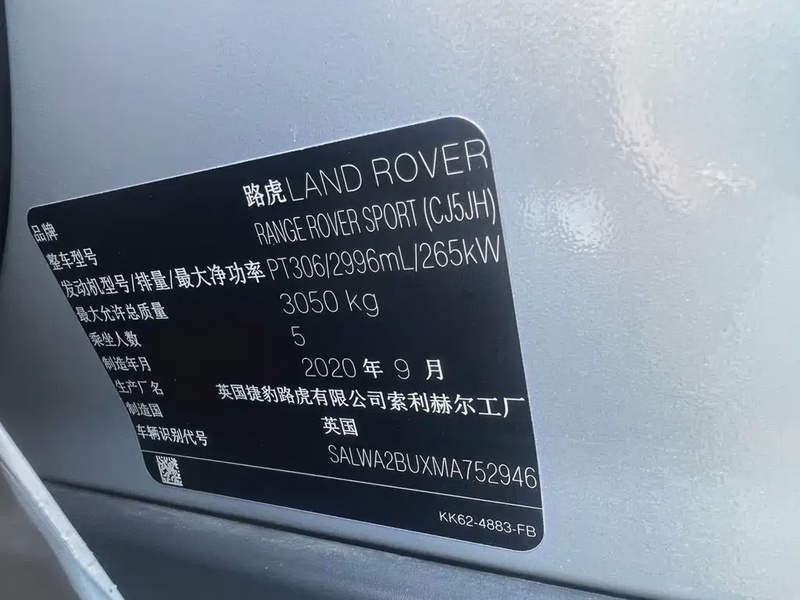 品牌 路虎LAND ROVER
整车型号 RANGE ROVER SPORT (CJ5JH)
发动机型号/排量/最大净功率 PT306/2996mL/265kW
最大允许总质量 3050 kg
乘坐人数 5
制造年月 2020 年 9 月
生产厂名 英国捷豹路虎有限公司索利赫尔工厂
制造国 英国
车辆识别代号 SALWA2BUXMA752946
KK62-4883-FB